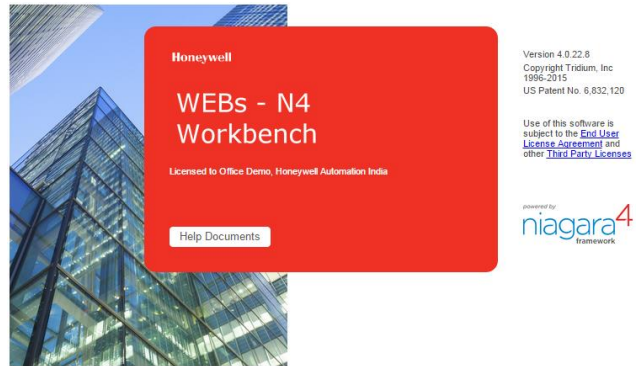 Honeywell
WEBs - N4
Workbench
Licensed to Office Demo, Honeywell Automation India
Help Documents
Version 4.0.22.8
Copyright Tridium, Inc
1996-2015
US Patent No. 6,832,120
Use of this software is
subject to the End User
License Agreement and
other Third Party Licenses
powered by
niagara4
framework